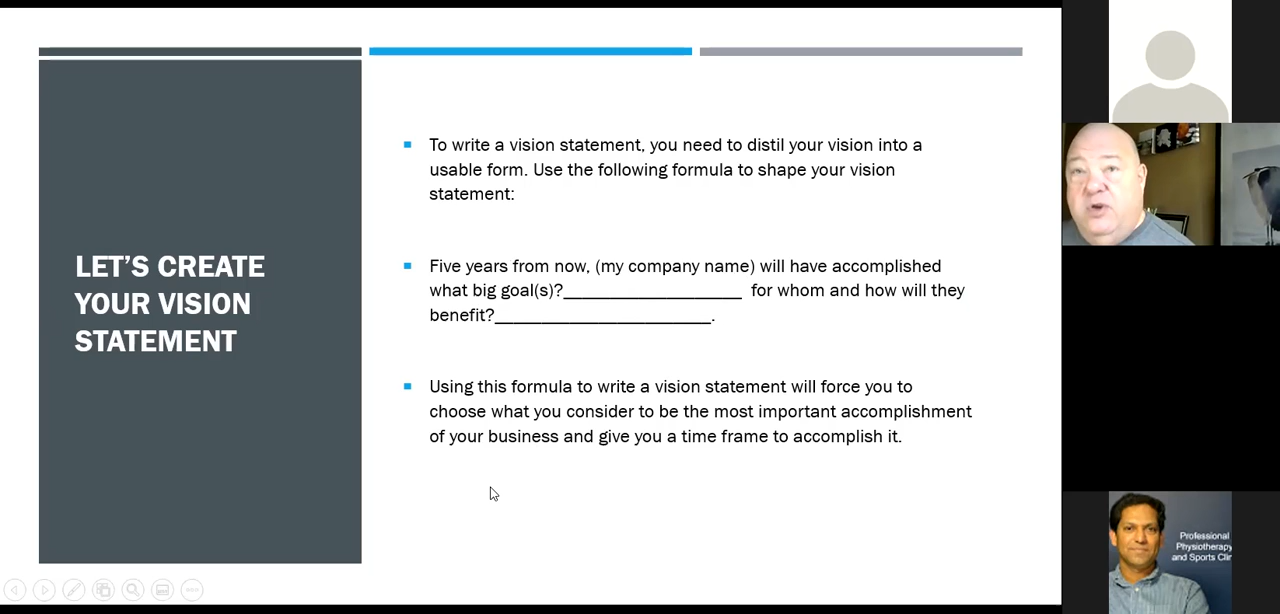 LET'S CREATE
YOUR VISION
STATEMENT
To write a vision statement, you need to distil your vision into a
usable form. Use the following formula to shape your vision
statement:
Five years from now, (my company name) will have accomplished
what big goal(s)?___________________ for whom and how will they
benefit?_______________________.
Using this formula to write a vision statement will force you to
choose what you consider to be the most important accomplishment
of your business and give you a time frame to accomplish it.
Professional
Physiotherapy
and Sports Clin